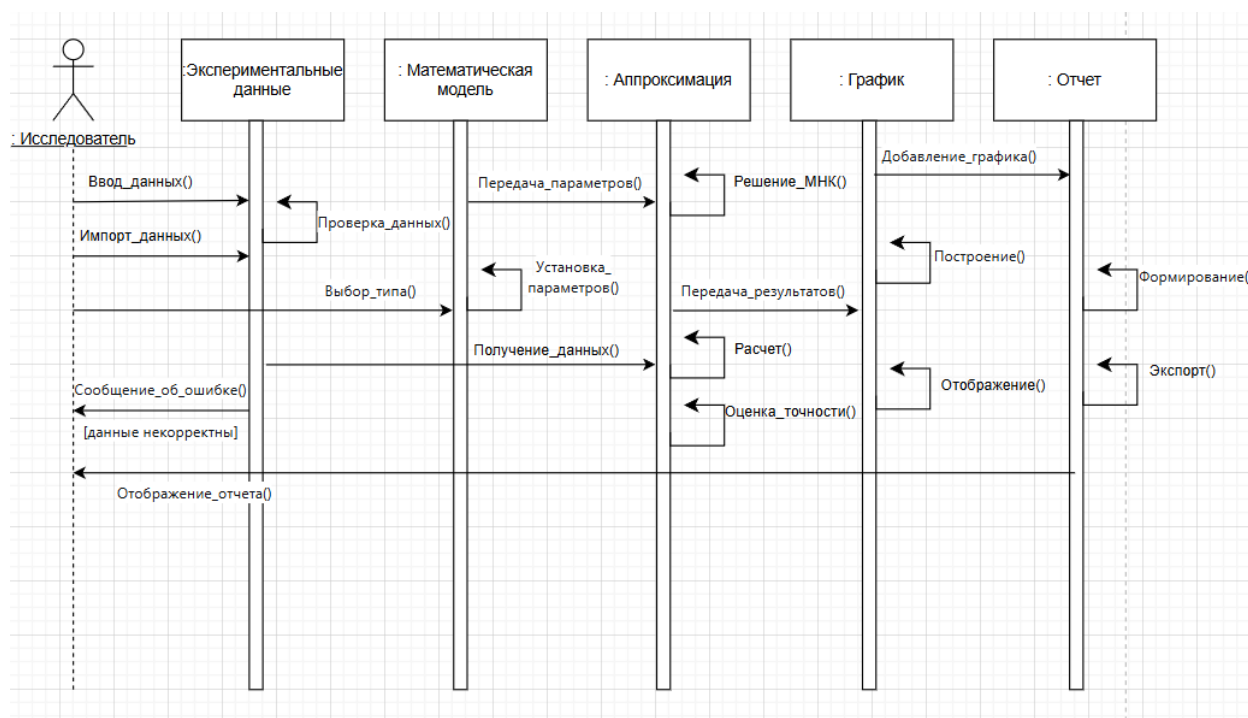 :Экспериментальные
данные
: Математическая
модель
: Аппроксимация
: График
: Отчет
: Исследователь
Добавление_графика()
Ввод_данных()
Передача_параметров()
Решение_МНК()
Проверка_данных()
Импорт_данных()
Построение()
Установка_
параметров()
Формирование(
Выбор_типа()
Передача_результатов()
Получение_данных()
Расчет()
Экспорт()
Сообщение_об_ошибке()
Отображение()
Оценка_точности()
[данные некорректны]
Отображение_отчета()